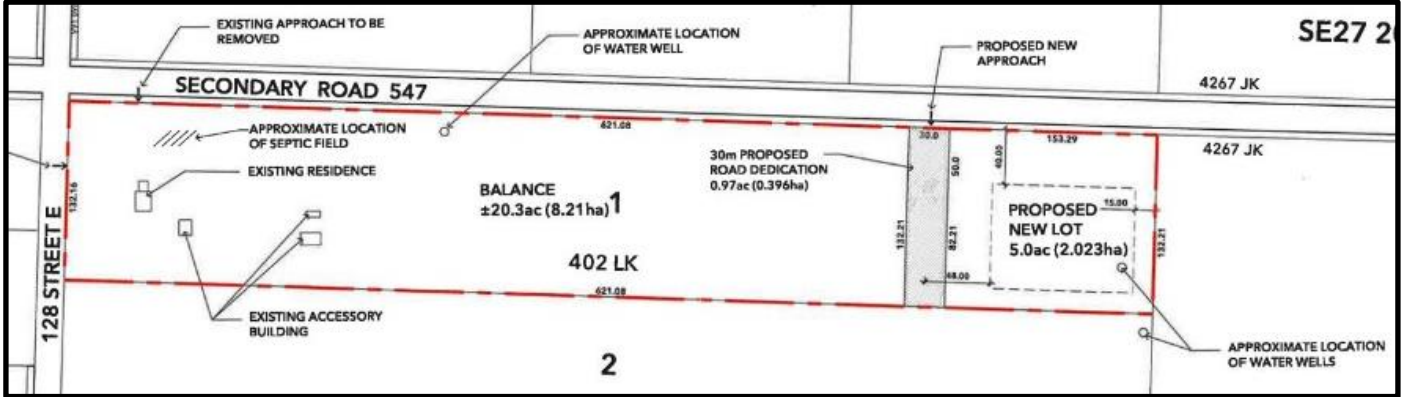 EXISTING APPROACH TO BE
REMOVED
APPROXIMATE LOCATION
OF WATER WELL
PROPOSED NEW
APPROACH
SE27 2
4267 JK
SECONDARY ROAD 547
621.08
30.0
153.29
4267 JK
APPROXIMATE LOCATION
OF SEPTIC FIELD
EXISTING RESIDENCE
132.16
BALANCE
±20.3ac (8.21ha)
1
30m PROPOSED
ROAD DEDICATION
0.97ac (0.396ha)
50.0
40.00
15.00
PROPOSED
NEW LOT
5.0ac (2.023ha)
132.21
82.21
132.21
402 LK
48.00
621.08
128 STREET E
EXISTING ACCESSORY
BUILDING
2
APPROXIMATE LOCATION
OF WATER WELLS